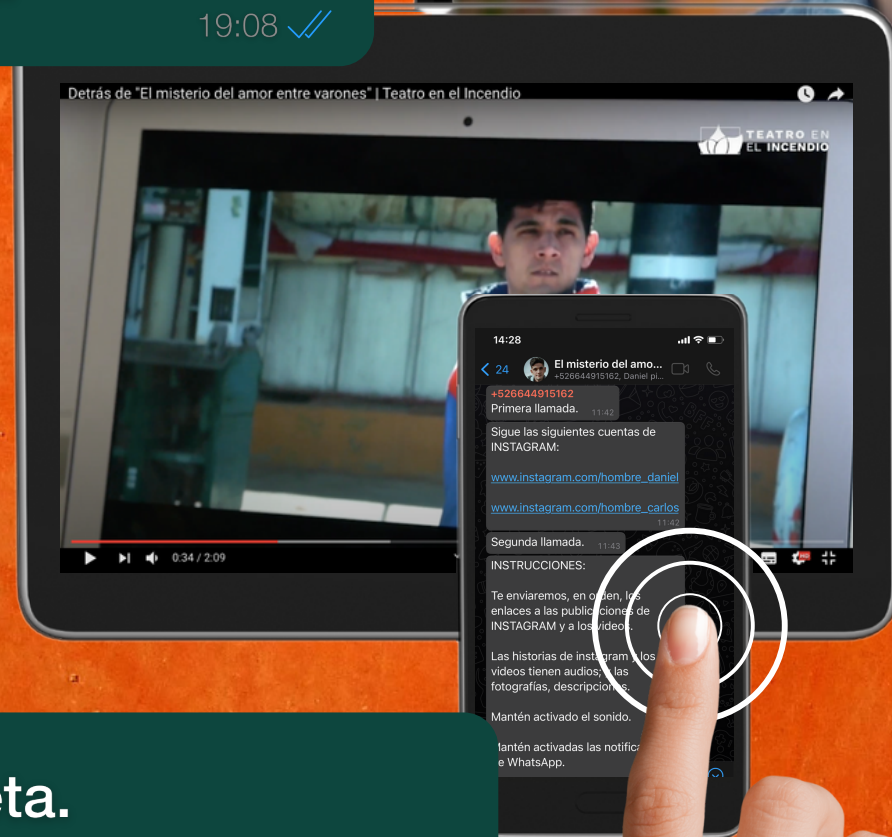 19:08
Detrás de "El misterio del amor entre varones" | Teatro en el Incendio
TEATRO EN
EL INCENDIO
0:34 / 2:09
14:28
24
El misterio del amo...
+526644915162, Daniel pi...
+526644915162
Primera llamada. 11:42
Sigue las siguientes cuentas de
INSTAGRAM:
www.instagram.com/hombre_daniel
www.instagram.com/hombre_carlos
11:42
Segunda llamada. 11:43
INSTRUCCIONES:
Te enviaremos, en orden, los
enlaces a las publicaciones de
INSTAGRAM y a los videos.
Las historias de instagram y los
videos tienen audios; y las
fotografías, descripciones.
Mantén activado el sonido.
Mantén activadas las notifica
e WhatsApp.
eta.